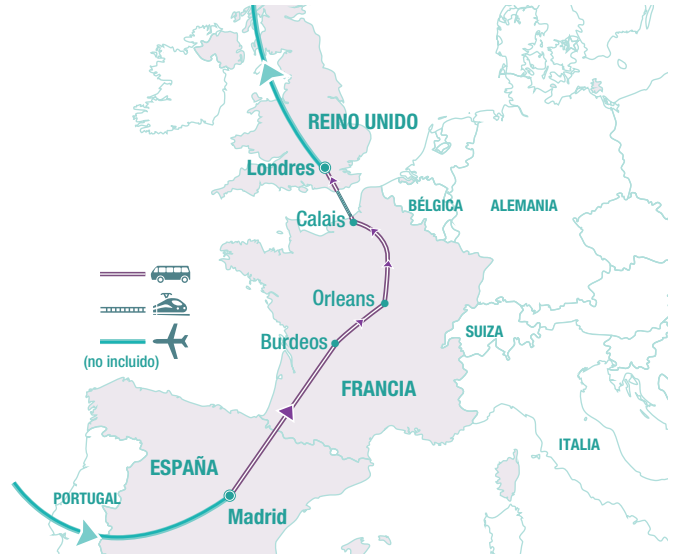 REINO UNIDO
Londres
BÉLGICA
ALEMANIA
Calais
Orleans
SUIZA
Burdeos
(no incluido)
FRANCIA
ITALIA
ESPAÑA
PORTUGAL
Madrid